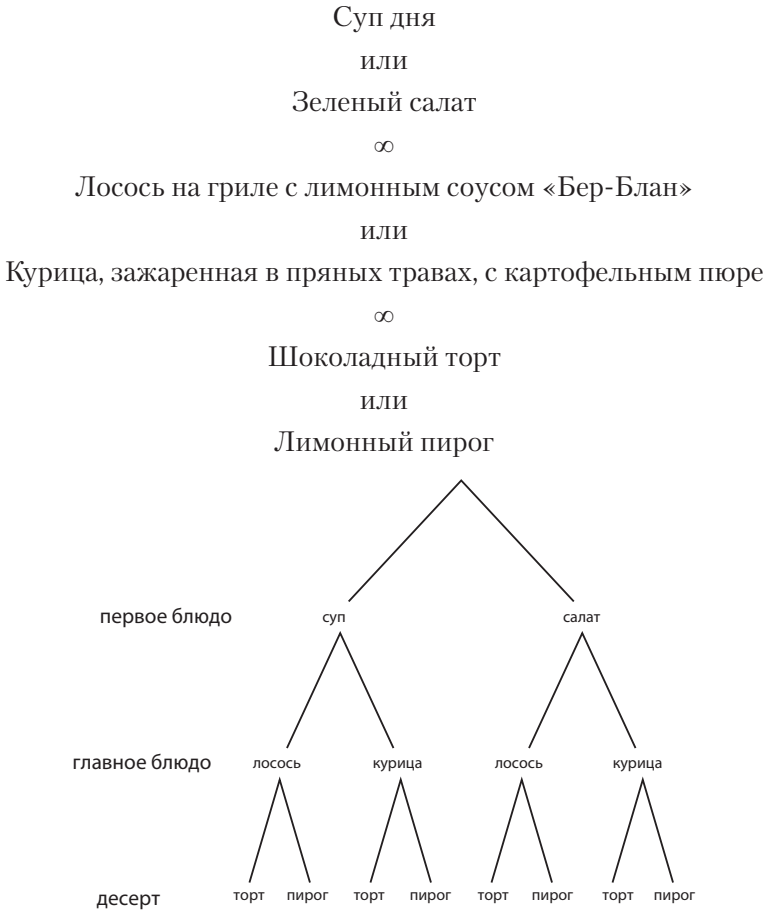 Суп дня
или
Зеленый салат
∞
Лосось на гриле с лимонным соусом «Бер-Блан»
или
Курица, зажаренная в пряных травах, с картофельным пюре
∞
Шоколадный торт
или
Лимонный пирог
первое блюдо суп салат
главное блюдо лосось курица лосось курица
десерт торт пирог торт пирог торт пирог торт пирог